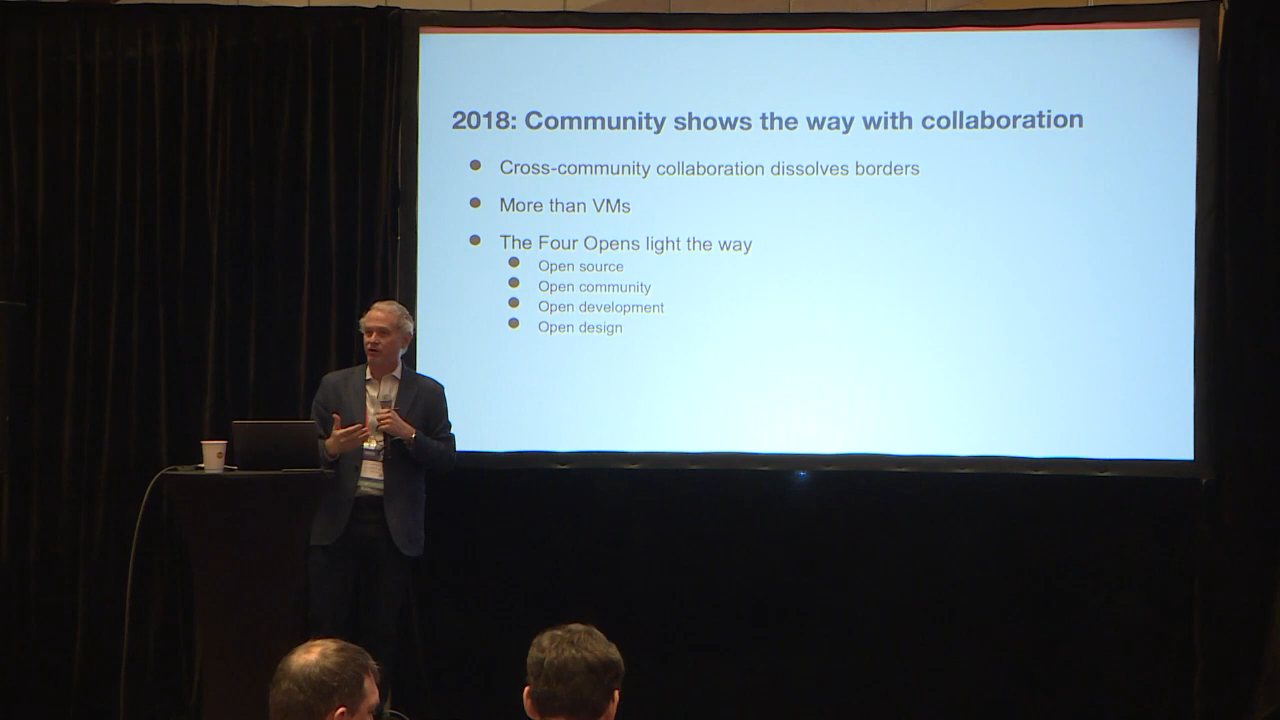 2018: Community shows the way with collaboration
Cross-community collaboration dissolves borders
More than VMs
The Four Opens light the way
Open source
Open community
Open development
Open design